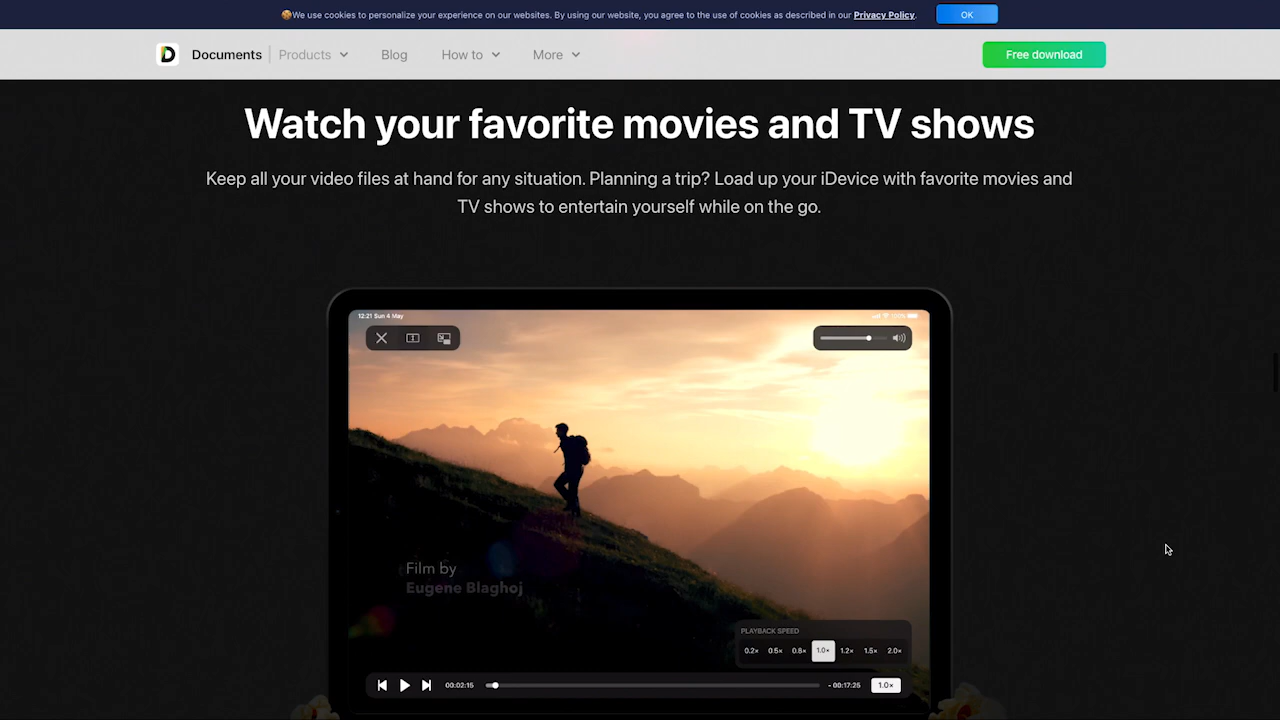 We use cookies to personalize your experience on our websites. By using our website, you agree to the use of cookies as described in our Privacy Policy. OK
Documents Products Blog How to More Free download
Watch your favorite movies and TV shows
Keep all your video files at hand for any situation. Planning a trip? Load up your iDevice with favorite movies and
TV shows to entertain yourself while on the go.
12:21 Sun 4 May 100%
Film by
Eugene Blaghoj
PLAYBACK SPEED
0.2× 0.5× 0.8× 1.0× 1.2× 1.5× 2.0×
00:02:15 - 00:17:25 1.0×